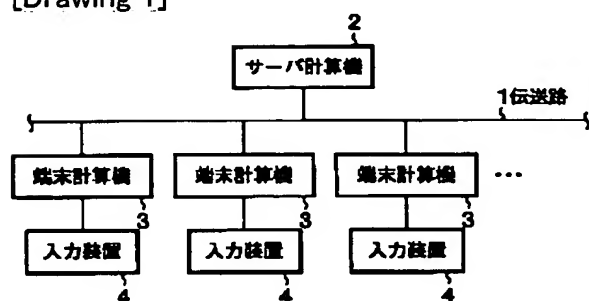 [Drawing 1]
2
サーバ計算機
1伝送路
端末計算機 端末計算機 端末計算機 ・・・
3 3 3
入力装置 入力装置 入力装置
4 4 4